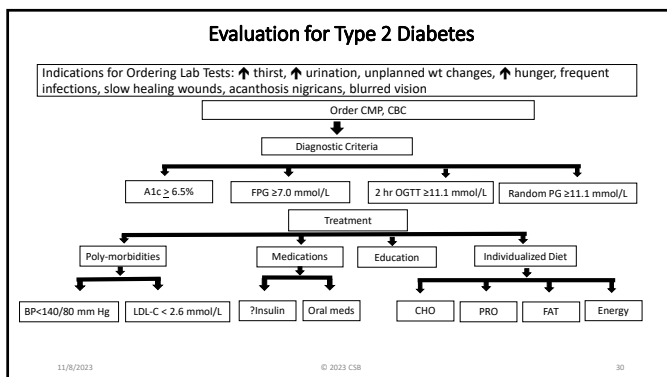 Evaluation for Type 2 Diabetes
Indications for Ordering Lab Tests: ↑ thirst, ↑ urination, unplanned wt changes, ↑ hunger, frequent
infections, slow healing wounds, acanthosis nigricans, blurred vision
Order CMP, CBC
Diagnostic Criteria
A1c > 6.5%
FPG ≥7.0 mmol/L
2 hr OGTT ≥11.1 mmol/L
Random PG ≥11.1 mmol/L
Treatment
Poly-morbidities
Medications
Education
Individualized Diet
BP<140/80 mm Hg
LDL-C < 2.6 mmol/L
?Insulin
Oral meds
CHO
PRO
FAT
Energy
11/8/2023
© 2023 CSB
30